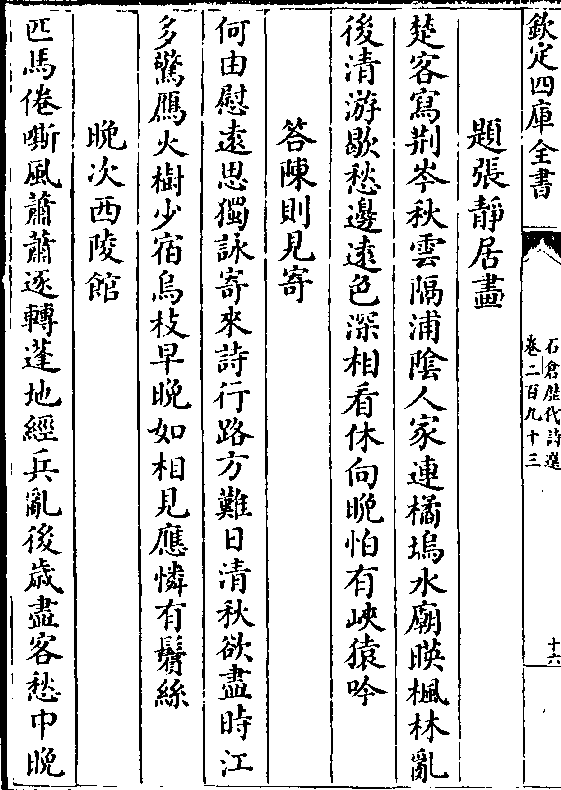 欽定四庫全書
石倉歷代詩選
卷二百九十三
十六
題張靜居畫
楚客寫荆岑秋雲隔浦隂人家連橘塢水廟暎楓林亂
後清游歇愁邊逺色深相看休向晚怕有峽猿吟
答陳則見寄
何由慰逺思獨詠寄來詩行路方難日清秋欲盡時江
多驚鴈火樹少宿烏枝早晚如相見應憐有鬢絲
晚次西陵館
匹馬倦嘶風蕭蕭逐轉蓬地經兵亂後嵗盡客愁中晚